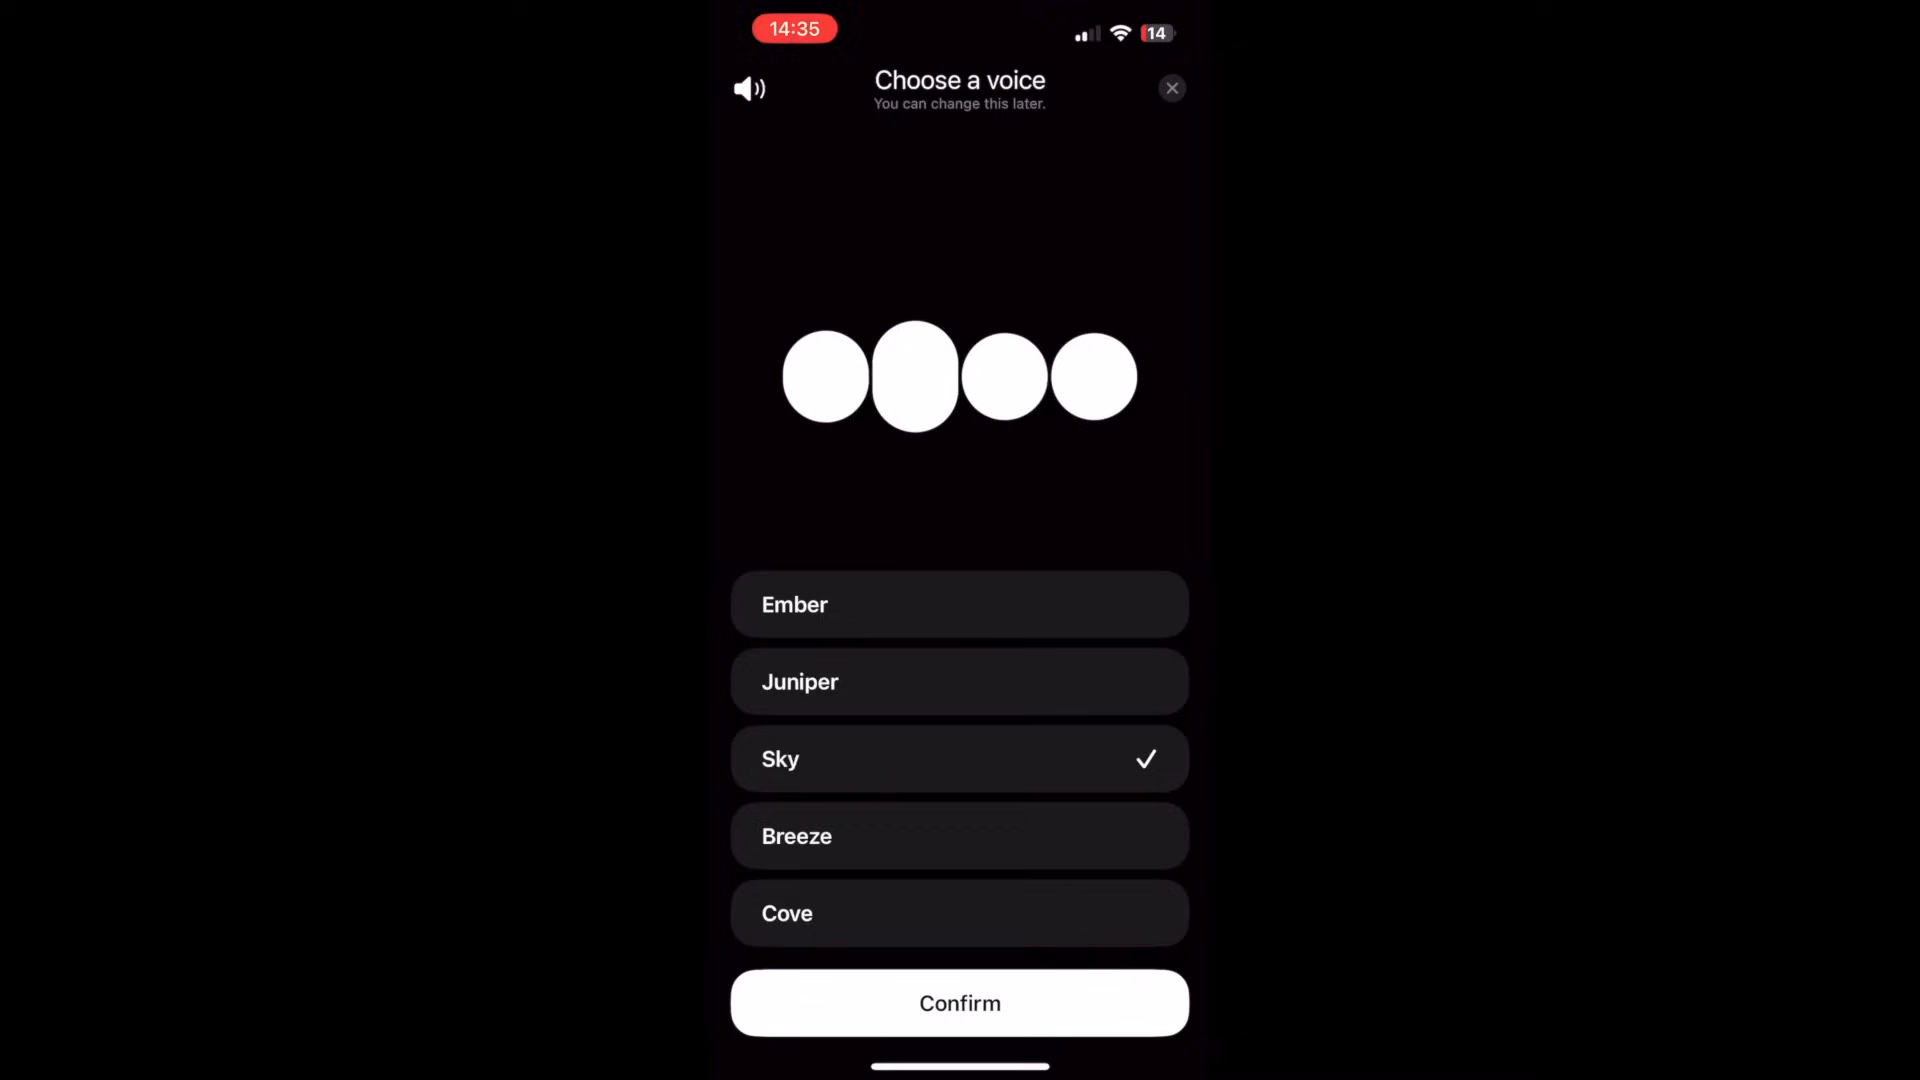 14:35
14
Choose a voice
You can change this later.
Ember
Juniper
Sky
Breeze
Cove
Confirm